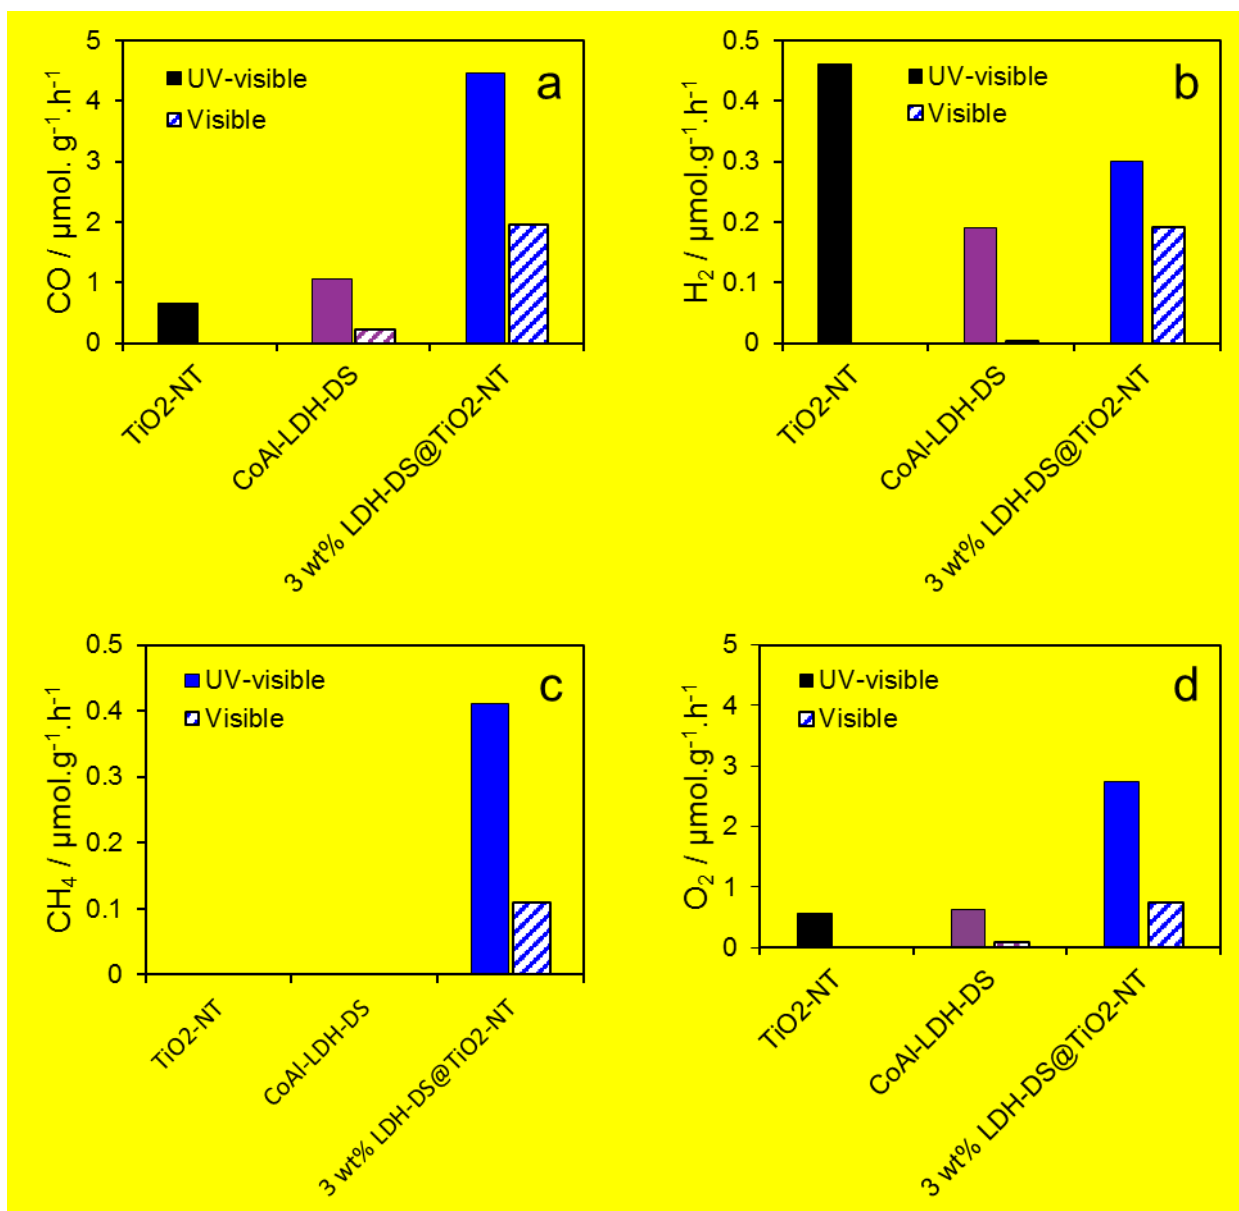 a
CO / µmol. g⁻¹.h⁻¹
5
4
3
2
1
0
UV-visible
Visible
TiO2-NT
CoAl-LDH-DS
3 wt% LDH-DS@TiO2-NT
b
H₂ / µmol.g⁻¹.h⁻¹
0.5
0.4
0.3
0.2
0.1
0
UV-visible
Visible
TiO2-NT
CoAl-LDH-DS
3 wt% LDH-DS@TiO2-NT
c
CH₄ / µmol.g⁻¹.h⁻¹
0.5
0.4
0.3
0.2
0.1
0
UV-visible
Visible
TiO2-NT
CoAl-LDH-DS
3 wt% LDH-DS@TiO2-NT
d
O₂ / µmol.g⁻¹.h⁻¹
5
4
3
2
1
0
UV-visible
Visible
TiO2-NT
CoAl-LDH-DS
3 wt% LDH-DS@TiO2-NT